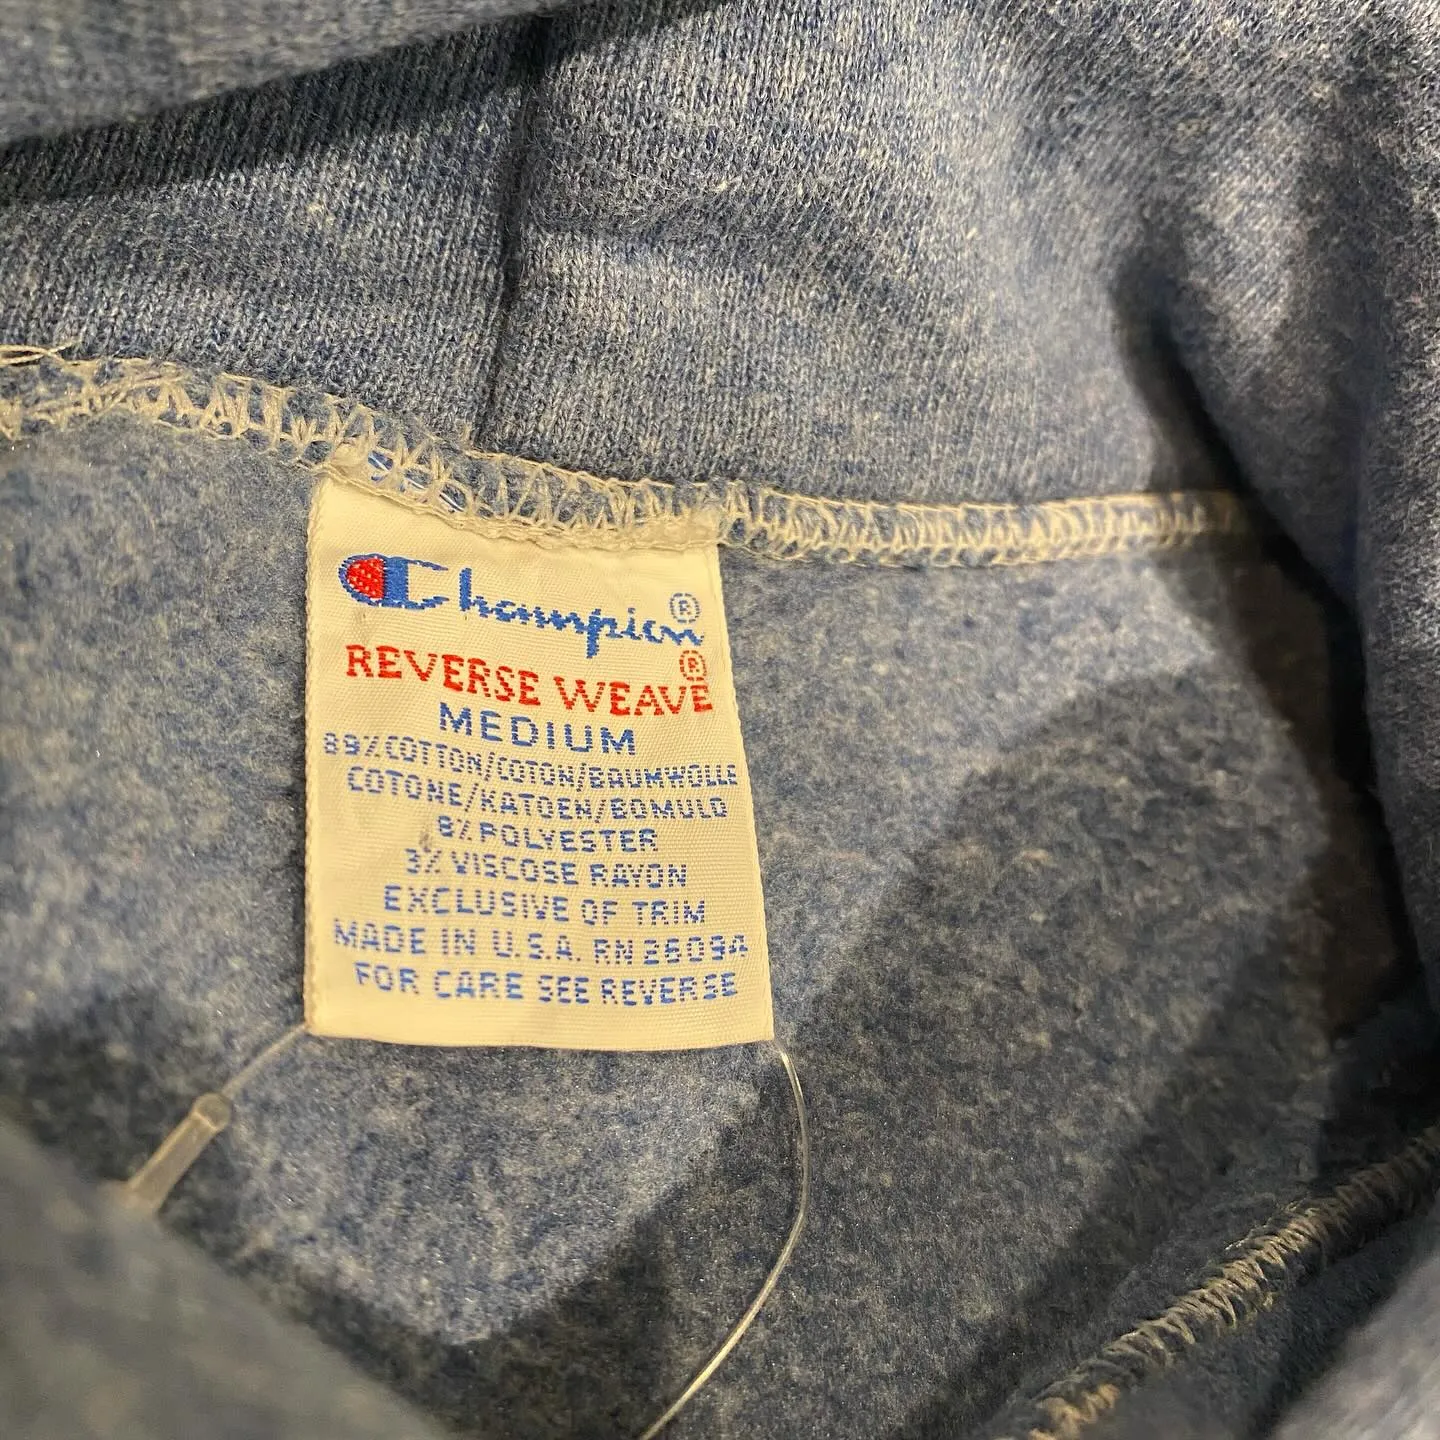 Champion®
REVERSE WEAVE®
MEDIUM
89% COTTON/COTON/BAUMWOLLE
COTONE/KATOEN/BOMULD
8% POLYESTER
3% VISCOSE RAYON
EXCLUSIVE OF TRIM
MADE IN U.S.A. RN 26094
FOR CARE SEE REVERSE